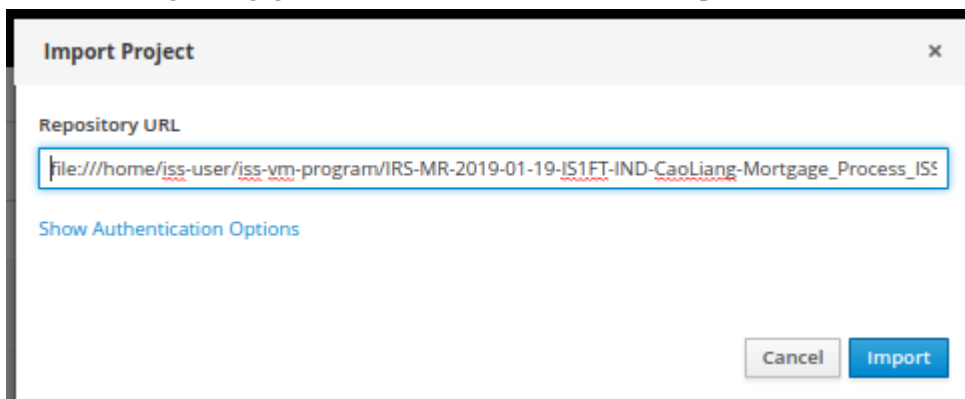 Import Project
×
Repository URL
file:///home/iss-user/iss-vm-program/IRS-MR-2019-01-19-IS1FT-IND-CaoLiang-Mortgage_Process_ISS
Show Authentication Options
Cancel Import